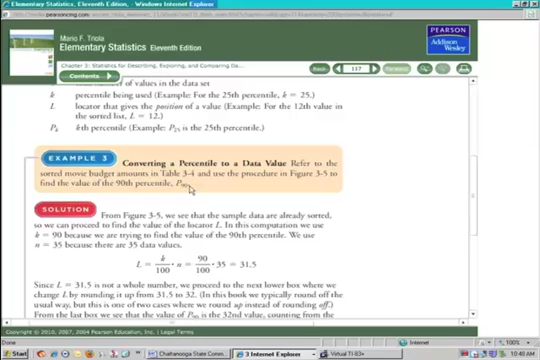 Elementary Statistics, Eleventh Edition, - Windows Internet Explorer
Mario F. Triola
Elementary Statistics Eleventh Edition
PEARSON
Addison
Wesley
Chapter 3: Statistics for Describing, Exploring, and Comparing Da...
Contents
Back
117
number of values in the data set
k percentile being used (Example: For the 25th percentile, k = 25.)
L locator that gives the position of a value (Example: For the 12th value in
the sorted list, L = 12.)
Pk kth percentile (Example: P25 is the 25th percentile.)
EXAMPLE 3 Converting a Percentile to a Data Value Refer to the
sorted movie budget amounts in Table 3-4 and use the procedure in Figure 3-5 to
find the value of the 90th percentile, P90.
SOLUTION From Figure 3-5, we see that the sample data are already sorted,
so we can proceed to find the value of the locator L. In this computation we use
k = 90 because we are trying to find the value of the 90th percentile. We use
n = 35 because there are 35 data values.
L = k/100 · n = 90/100 · 35 = 31.5
Since L = 31.5 is not a whole number, we proceed to the next lower box where we
change L by rounding it up from 31.5 to 32. (In this book we typically round off the
usual way, but this is one of two cases where we round up instead of rounding off.)
From the last box we see that the value of P90 is the 32nd value, counting from the
Copyright © 2010, 2007, 2004 Pearson Education, Inc. | Legal Terms
Done
Internet
100%
Start
Chattanooga State Comm...
3 Internet Explorer
Virtual TI-83+
10:48 AM